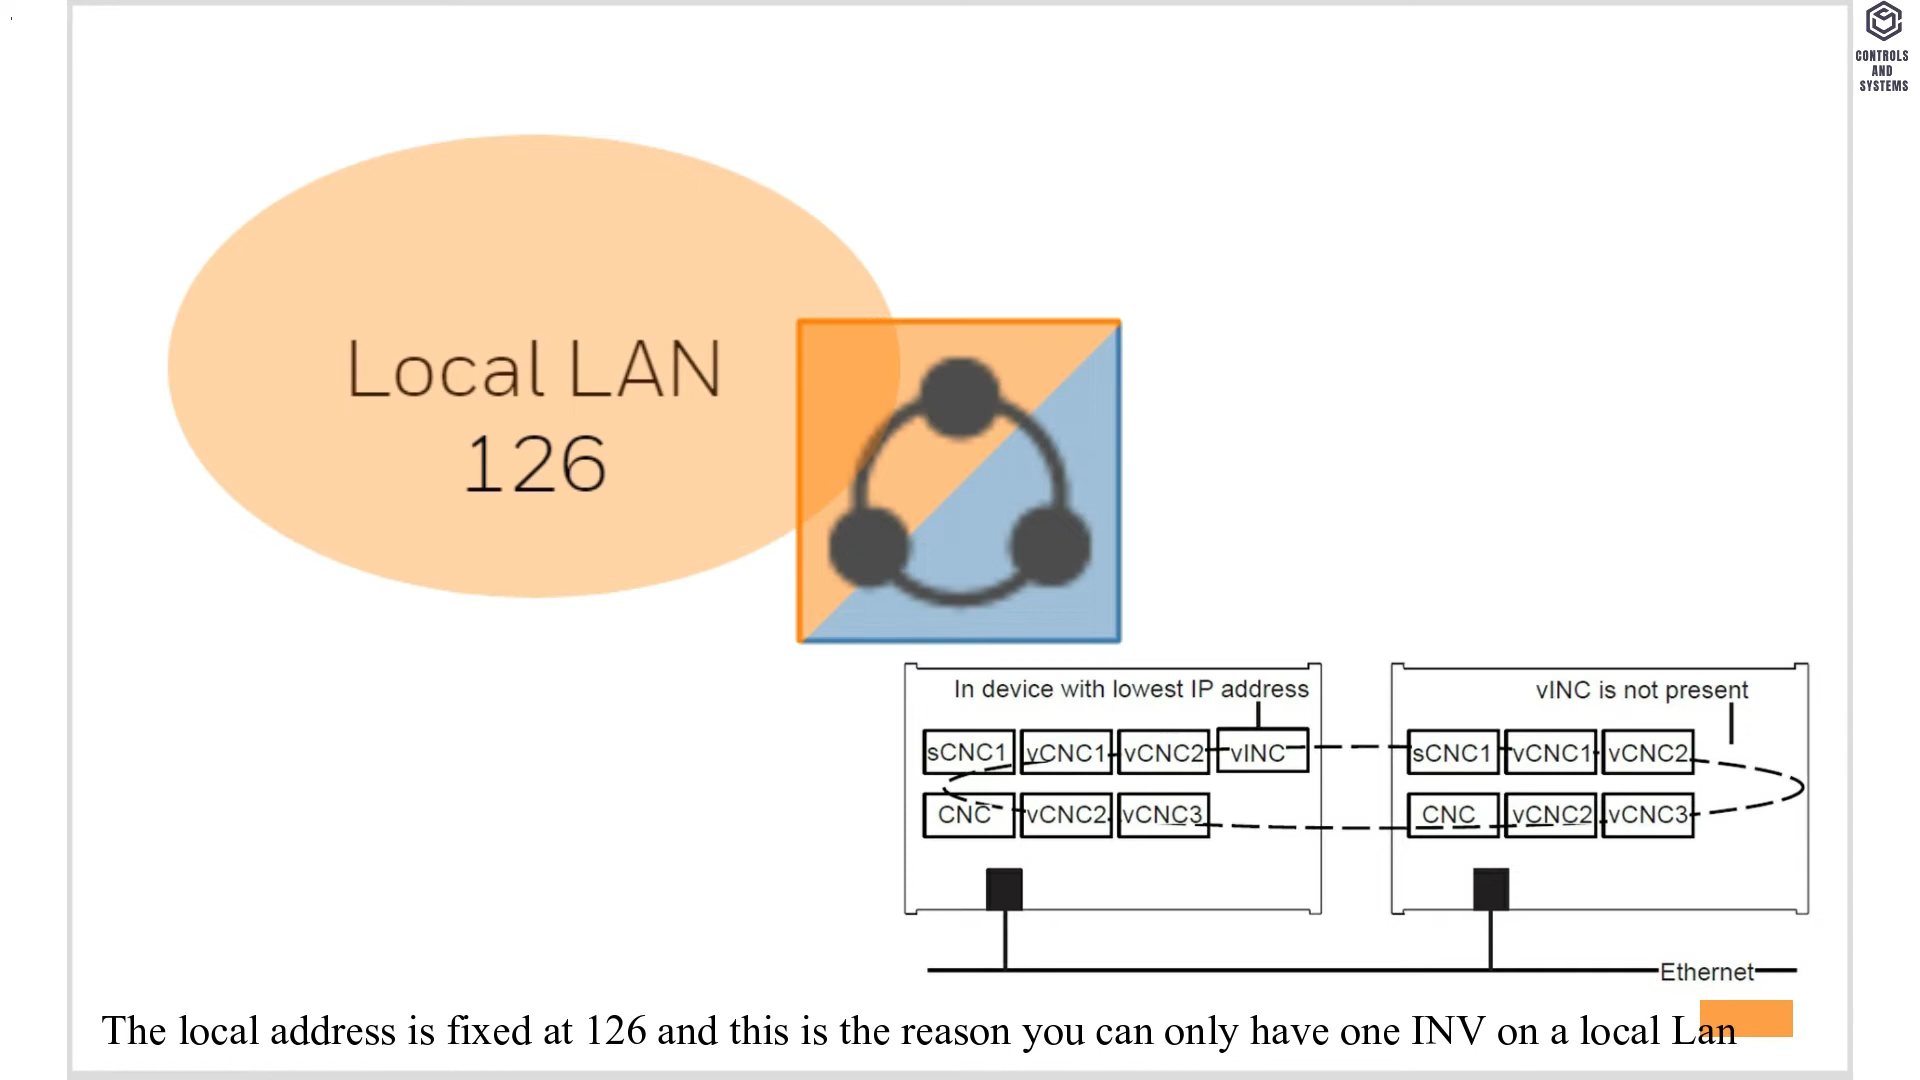 CONTROLS
AND
SYSTEMS
Local LAN
126
In device with lowest IP address
sCNC1 vCNC1 vCNC2 vINC
CNC vCNC2 vCNC3
vINC is not present
sCNC1 vCNC1 vCNC2
CNC vCNC2 vCNC3
Ethernet
The local address is fixed at 126 and this is the reason you can only have one INV on a local Lan